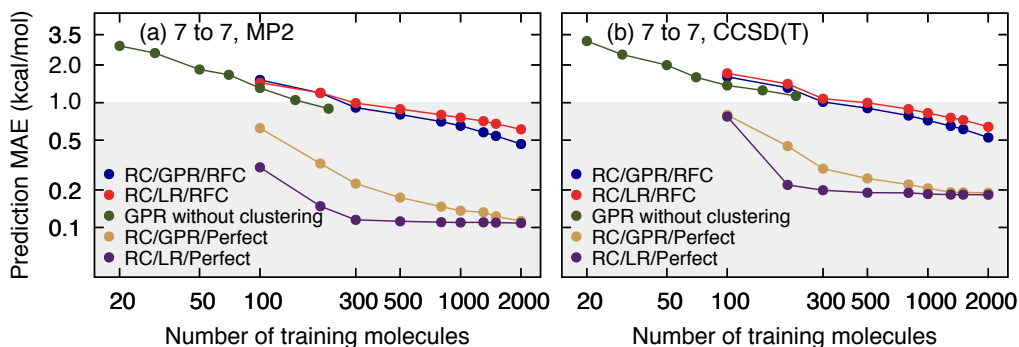 (a) 7 to 7, MP2
Prediction MAE (kcal/mol)
3.5
2.0
1.0
0.5
0.2
0.1
RC/GPR/RFC
RC/LR/RFC
GPR without clustering
RC/GPR/Perfect
RC/LR/Perfect
20 50 100 300 500 1000 2000
Number of training molecules
(b) 7 to 7, CCSD(T)
RC/GPR/RFC
RC/LR/RFC
GPR without clustering
RC/GPR/Perfect
RC/LR/Perfect
20 50 100 300 500 1000 2000
Number of training molecules